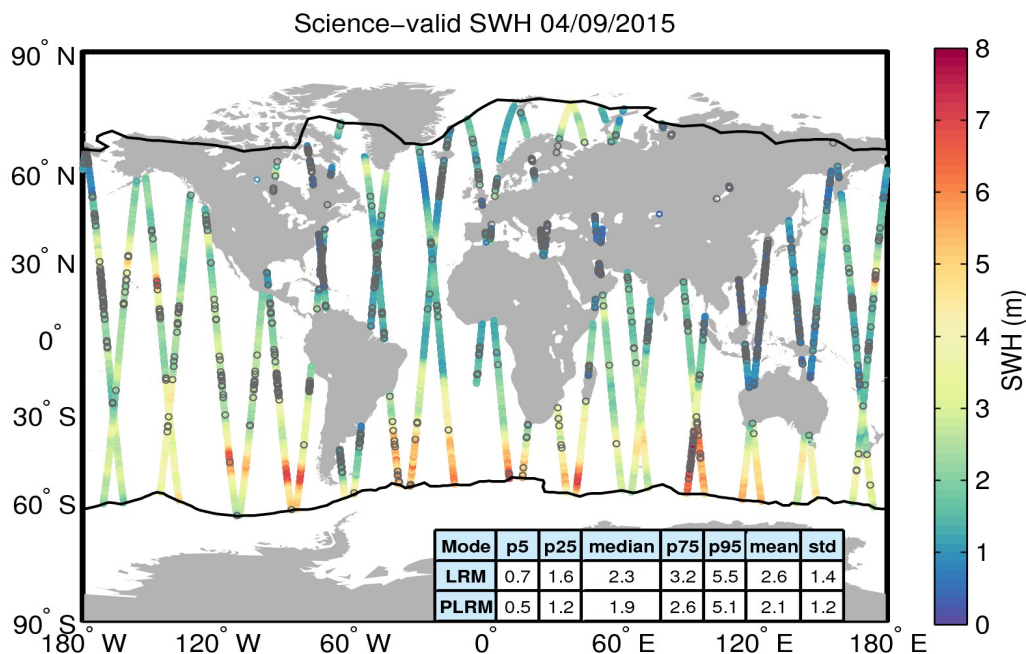 Science−valid SWH 04/09/2015
90° N
60° N
30° N
0°
30° S
60° S
90° S
180° W
120° W
60° W
0°
60° E
120° E
180° E
Mode p5 p25 median p75 p95 mean std
LRM 0.7 1.6 2.3 3.2 5.5 2.6 1.4
PLRM 0.5 1.2 1.9 2.6 5.1 2.1 1.2
8
7
6
5
4
3
2
1
0
SWH (m)